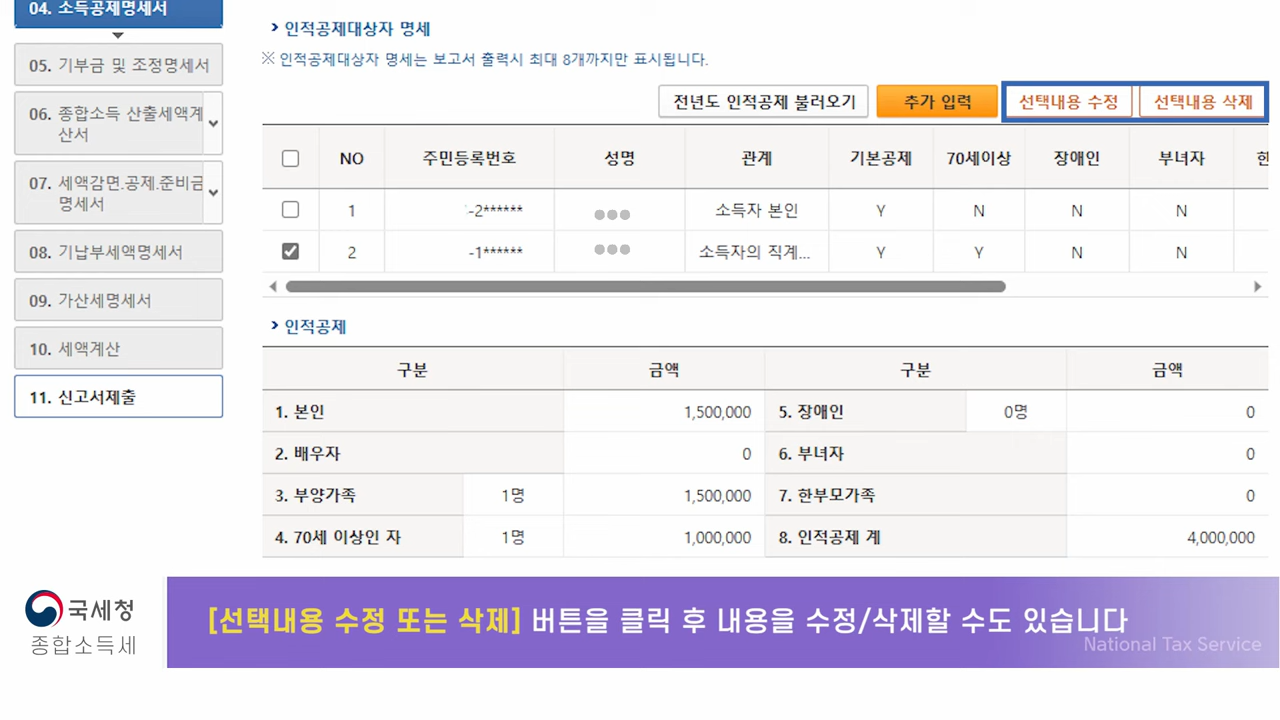 04. 소득공제명세서
05. 기부금 및 조정명세서
06. 종합소득 산출세액계
산서
07. 세액감면.공제.준비금
명세서
08. 기납부세액명세서
09. 가산세명세서
10. 세액계산
11. 신고서제출
인적공제대상자 명세
※ 인적공제대상자 명세는 보고서 출력시 최대 8개까지만 표시됩니다.
전년도 인적공제 불러오기 추가 입력 선택내용 수정 선택내용 삭제
NO 주민등록번호 성명 관계 기본공제 70세이상 장애인 부녀자
1 -2****** 소득자 본인 Y N N N
2 -1****** 소득자의 직계... Y Y N N
인적공제
구분 금액 구분 금액
1. 본인 1,500,000 5. 장애인 0명 0
2. 배우자 0 6. 부녀자 0
3. 부양가족 1명 1,500,000 7. 한부모가족 0
4. 70세 이상인 자 1명 1,000,000 8. 인적공제 계 4,000,000
국세청
종합소득세
[선택내용 수정 또는 삭제] 버튼을 클릭 후 내용을 수정/삭제할 수도 있습니다
National Tax Service